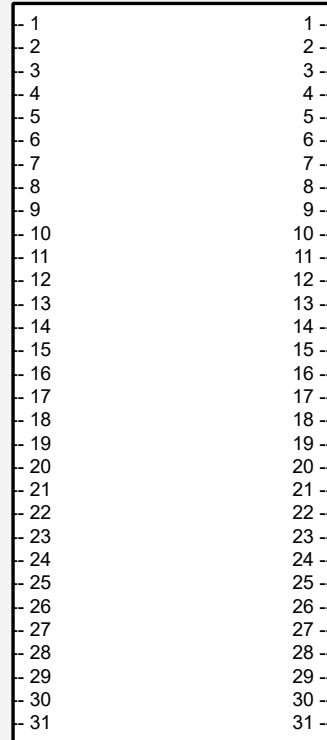 -- 1 1 --
-- 2 2 --
-- 3 3 --
-- 4 4 --
-- 5 5 --
-- 6 6 --
-- 7 7 --
-- 8 8 --
-- 9 9 --
-- 10 10 --
-- 11 11 --
-- 12 12 --
-- 13 13 --
-- 14 14 --
-- 15 15 --
-- 16 16 --
-- 17 17 --
-- 18 18 --
-- 19 19 --
-- 20 20 --
-- 21 21 --
-- 22 22 --
-- 23 23 --
-- 24 24 --
-- 25 25 --
-- 26 26 --
-- 27 27 --
-- 28 28 --
-- 29 29 --
-- 30 30 --
-- 31 31 --